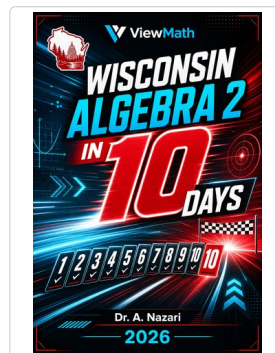 ViewMath
WISCONSIN
ALGEBRA 2
IN 10
DAYS
1 2 3 4 5 6 7 8 9 10 10
Dr. A. Nazari
2026